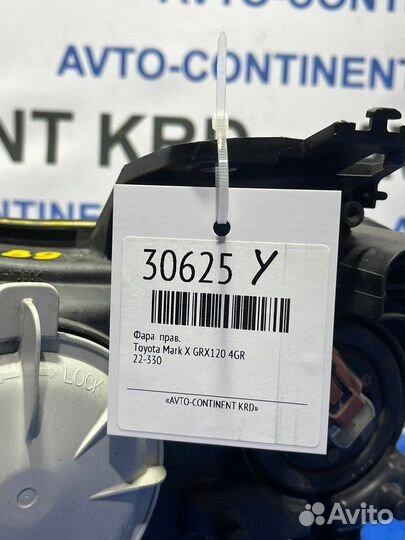 AVTO-CONTINENT
NT KRD
30625 У
Фара прав.
Toyota Mark X GRX120 4GR
22-330
«AVTO-CONTINENT KRD»
LOCK
Avito